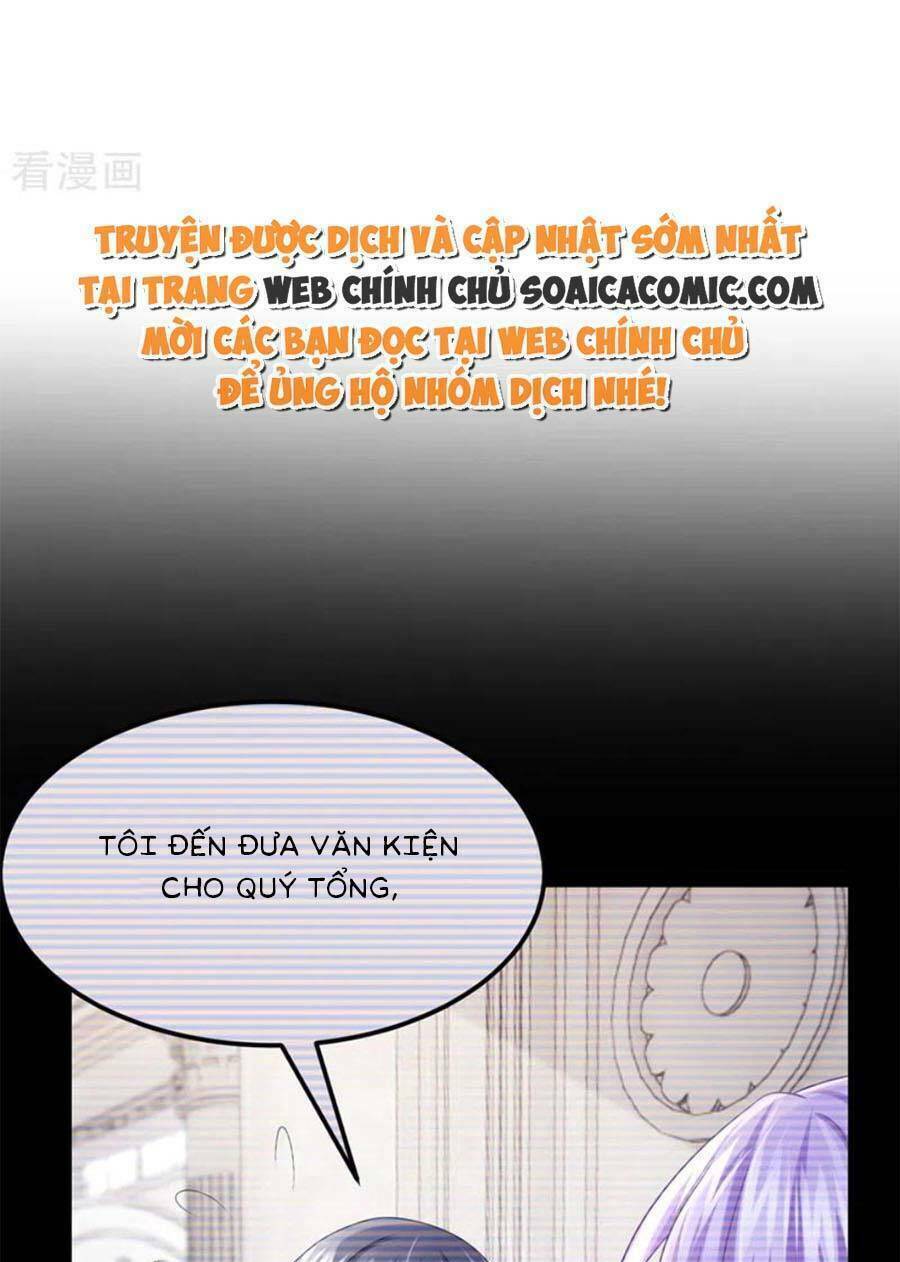 看漫画
TRUYỆN ĐƯỢC DỊCH VÀ CẬP NHẬT SỚM NHẤT
TẠI TRANG WEB CHÍNH CHỦ SOAICACOMIC.COM
MỜI CÁC BẠN ĐỌC TẠI WEB CHÍNH CHỦ
ĐỂ ỦNG HỘ NHÓM DỊCH NHÉ!
TÔI ĐẾN ĐƯA VĂN KIỆN
CHO QUÝ TỔNG,